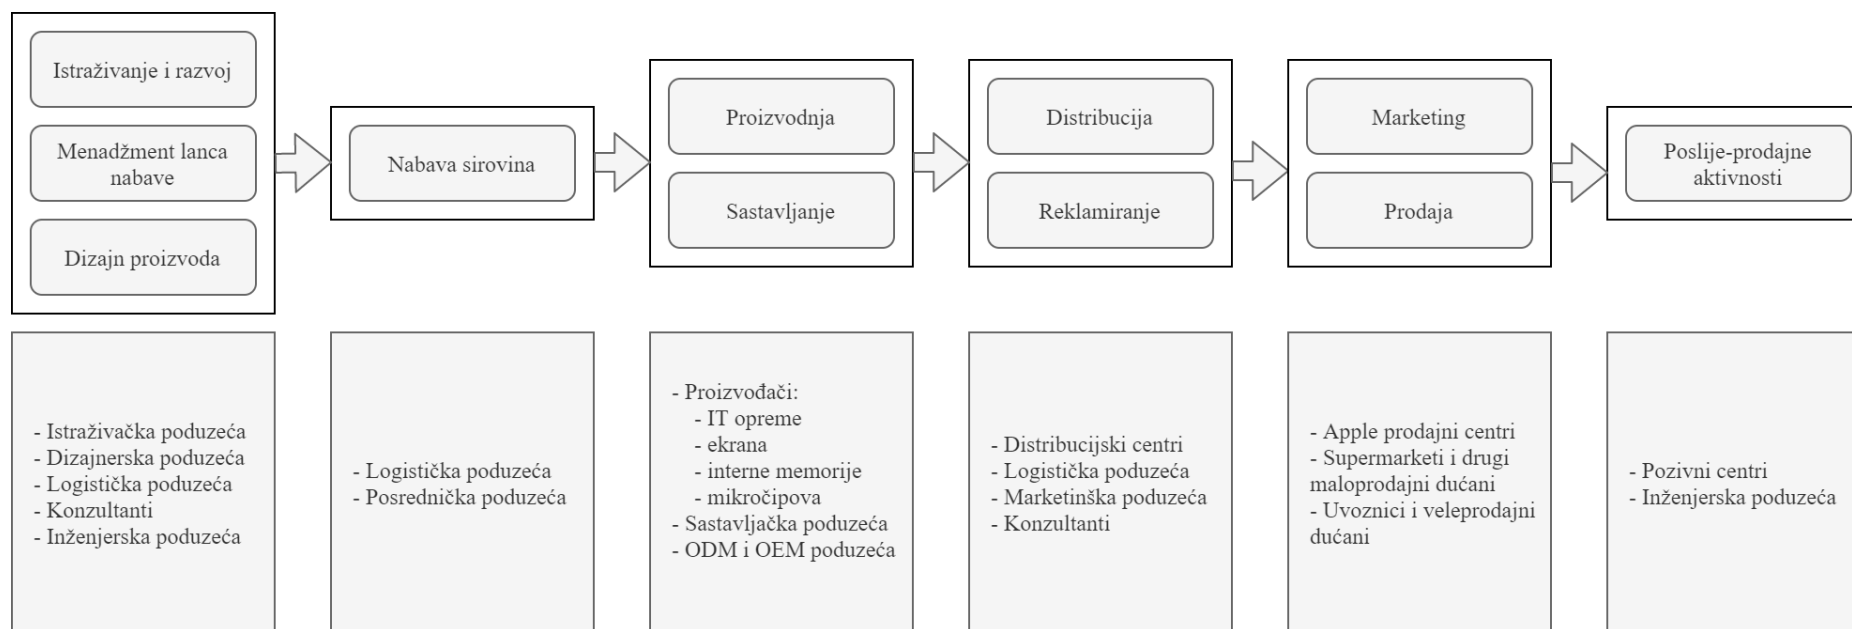 Istraživanje i razvoj
Menadžment lanca
nabave
Dizajn proizvoda
Nabava sirovina
Proizvodnja
Sastavljanje
Distribucija
Reklamiranje
Marketing
Prodaja
Poslije-prodajne
aktivnosti
- Istraživačka poduzeća
- Dizajnerska poduzeća
- Logistička poduzeća
- Konzultanti
- Inženjerska poduzeća
- Logistička poduzeća
- Posrednička poduzeća
- Proizvođači:
- IT opreme
- ekrana
- interne memorije
- mikročipova
- Sastavljačka poduzeća
- ODM i OEM poduzeća
- Distribucijski centri
- Logistička poduzeća
- Marketinška poduzeća
- Konzultanti
- Apple prodajni centri
- Supermarketi i drugi
maloprodajni dućani
- Uvoznici i veleprodajni
dućani
- Pozivni centri
- Inženjerska poduzeća